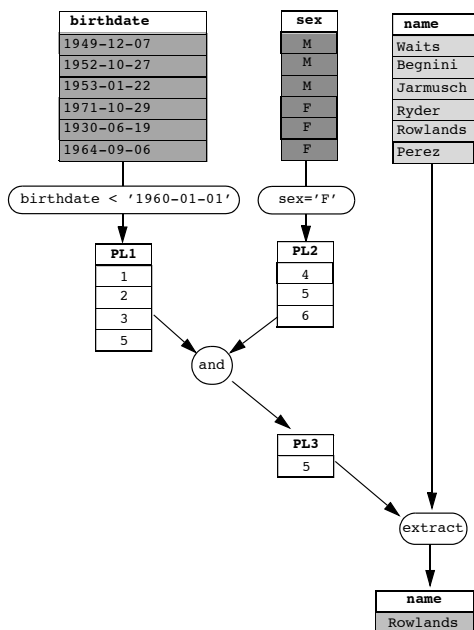 birthdate
1949-12-07
1952-10-27
1953-01-22
1971-10-29
1930-06-19
1964-09-06
sex
M
M
M
F
F
F
name
Waits
Begnini
Jarmusch
Ryder
Rowlands
Perez
birthdate < '1960-01-01'
sex='F'
PL1
1
2
3
5
PL2
4
5
6
and
PL3
5
extract
name
Rowlands